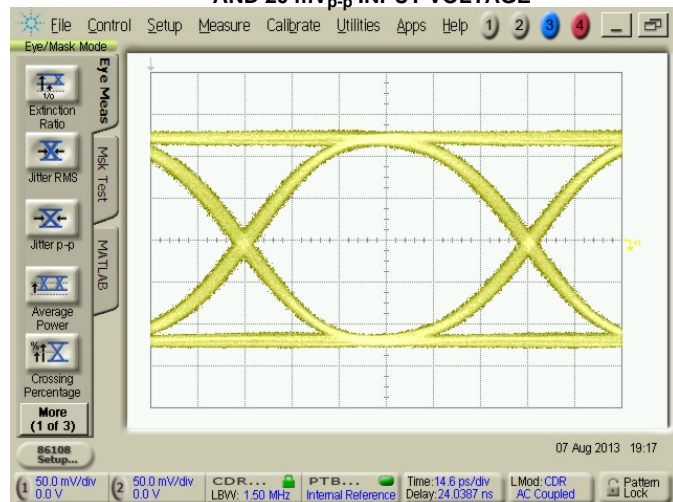 AND 20 mVp-p INPUT VOLTAGE
File Control Setup Measure Calibrate Utilities Apps Help 1 2 3 4
Eye/Mask Mode
Eye Meas
Msk Test
MATLAB
1/0
Extinction
Ratio
Jitter RMS
Jitter p-p
Average
Power
%
Crossing
Percentage
More
(1 of 3)
86108
Setup...
07 Aug 2013 19:17
1 50.0 mV/div
0.0 V
2 50.0 mV/div
0.0 V
CDR...
LBW: 1.50 MHz
PTB...
Internal Reference
Time:14.6 ps/div
Delay:24.0387 ns
LMod:CDR
AC Coupled
Pattern
Lock